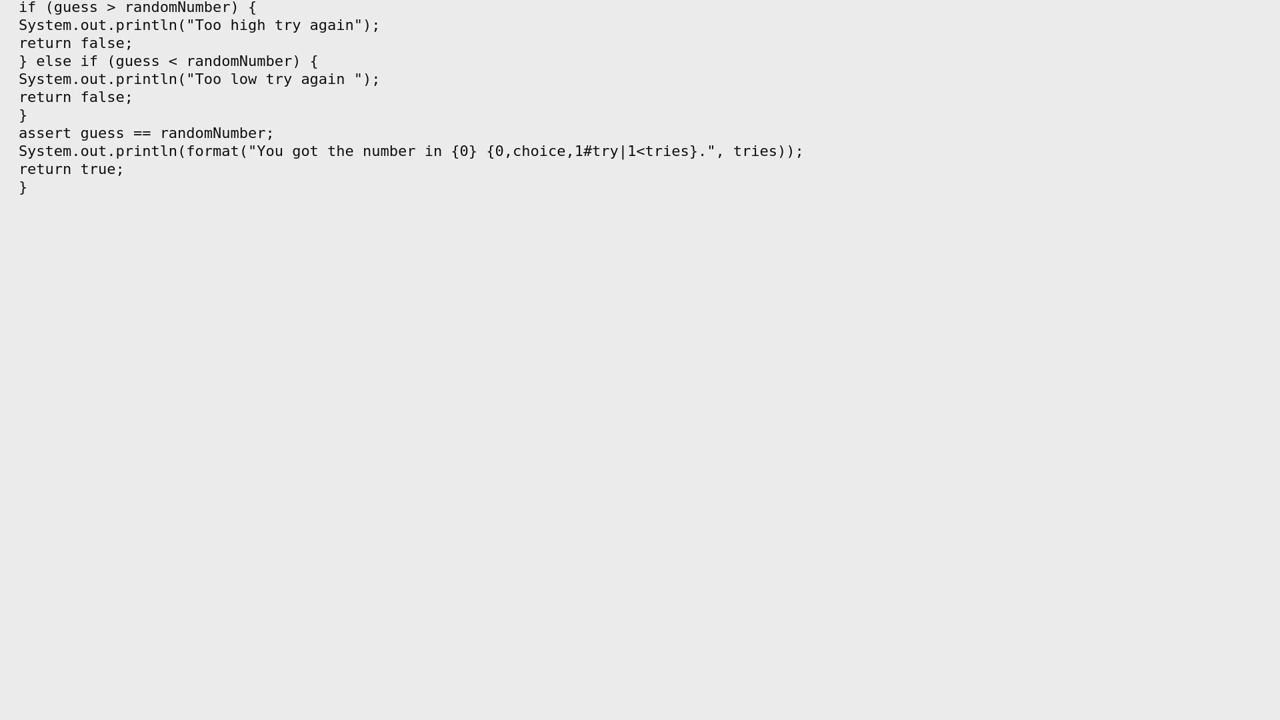 if (guess > randomNumber) {
System.out.println("Too high try again");
return false;
} else if (guess < randomNumber) {
System.out.println("Too low try again ");
return false;
}
assert guess == randomNumber;
System.out.println(format("You got the number in {0} {0,choice,1#try|1<tries}.", tries));
return true;
}